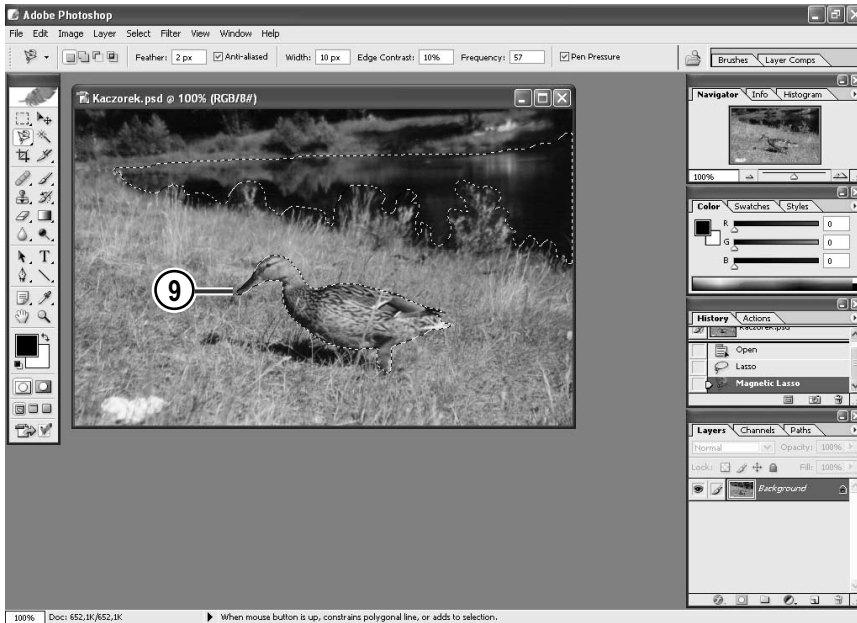 Adobe Photoshop
File Edit Image Layer Select Filter View Window Help
Feather: 2 px Anti-aliased Width: 10 px Edge Contrast: 10% Frequency: 57 Pen Pressure
Brushes Layer Comps
Kaczorek.psd @ 100% (RGB/8#)
9
Navigator Info Histogram
100%
Color Swatches Styles
R 0
G 0
B 0
History Actions
Kaczorek.psd
Open
Lasso
Magnetic Lasso
Layers Channels Paths
Normal Opacity: 100%
Lock: Fill: 100%
Background
100% Doc: 652,1K/652,1K When mouse button is up, constrains polygonal line, or adds to selection.